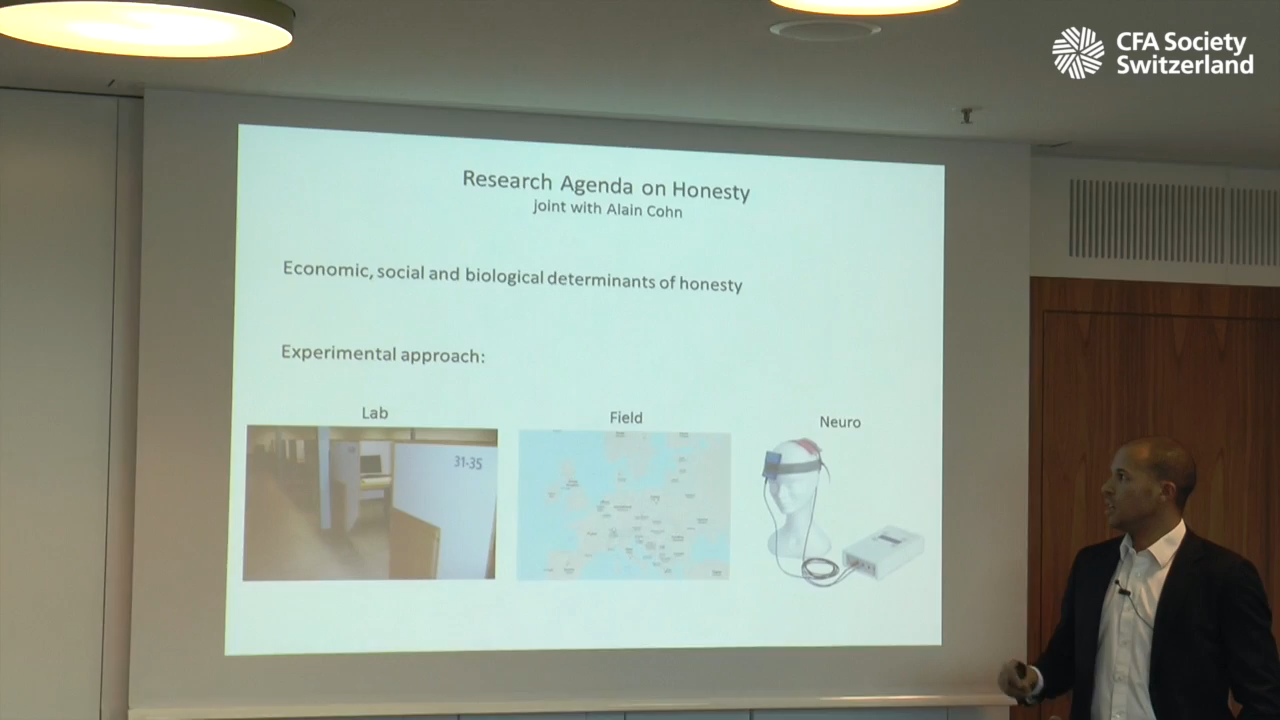 CFA Society
Switzerland
Research Agenda on Honesty
joint with Alain Cohn
Economic, social and biological determinants of honesty
Experimental approach:
Lab
Field
Neuro
31-35